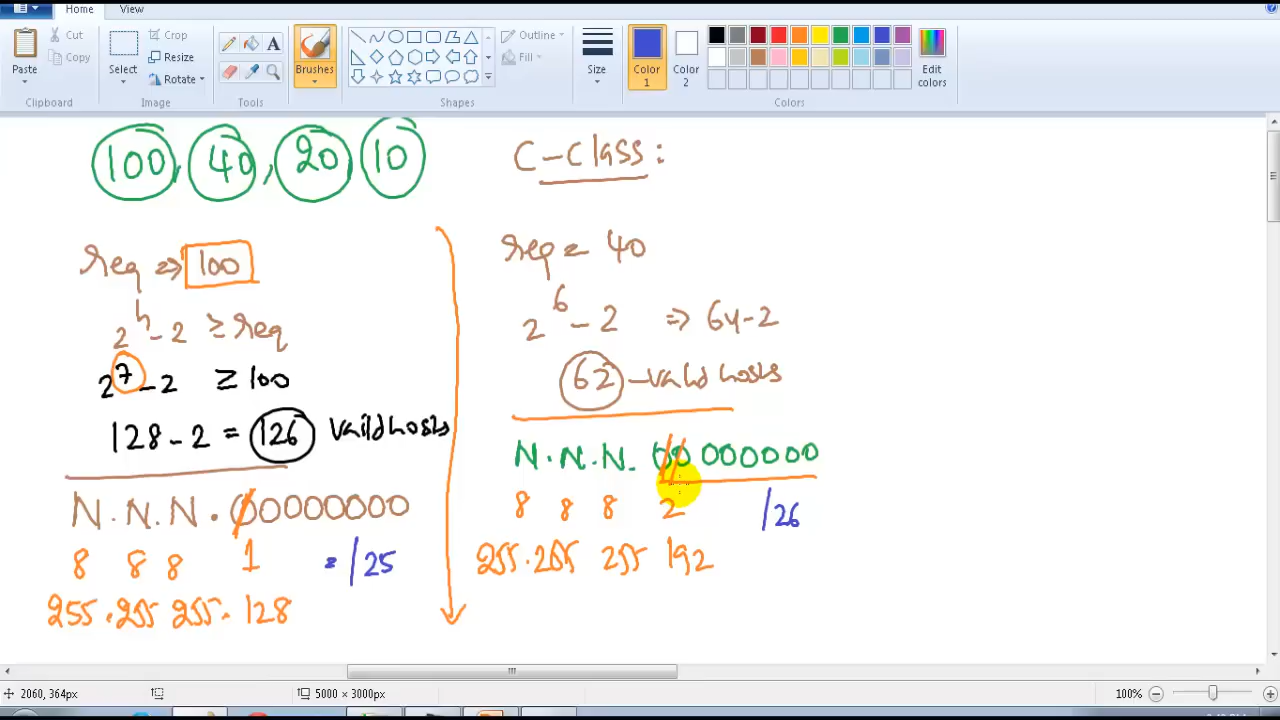 Home View
Paste
Cut
Copy
Clipboard
Select
Crop
Resize
Rotate
Image
A
Tools
Brushes
Shapes
Outline
Fill
Size
Color 1
Color 2
Edit colors
Colors
100, 40, 20 10
C-Class:
req => 100
2^h - 2 ≥ req
2^7 - 2 ≥ 100
128 - 2 = 126 Vaildhosts
N.N.N.00000000
8 8 8 1 = /25
255.255 255.128
req = 40
2^6 - 2 => 64-2
62 - Valid hosts
N.N.N. 00000000
8 8 8 2 /26
255.255 255 192
2060, 364px
5000 × 3000px
100%